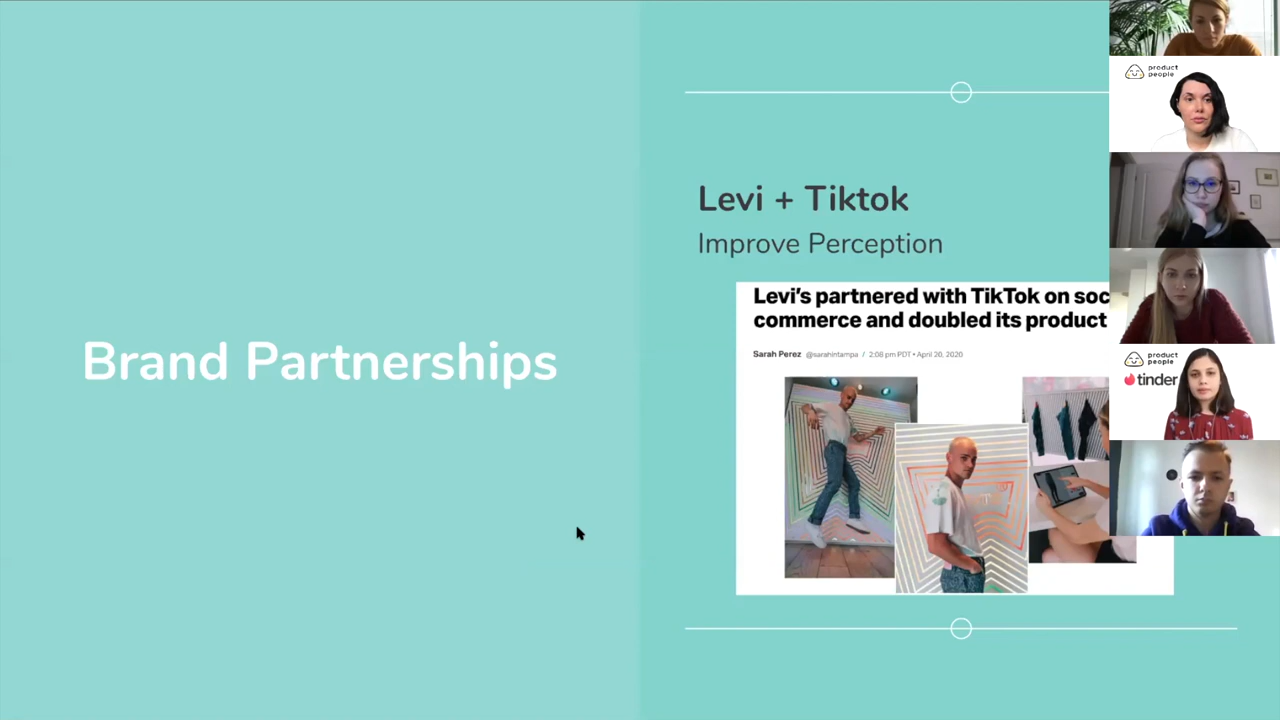 Brand Partnerships
Levi + Tiktok
Improve Perception
Levi's partnered with TikTok on soc
commerce and doubled its product
Sarah Perez @sarahintampa / 2:08 pm PDT • April 26, 2020
product
people
product
people
tinder